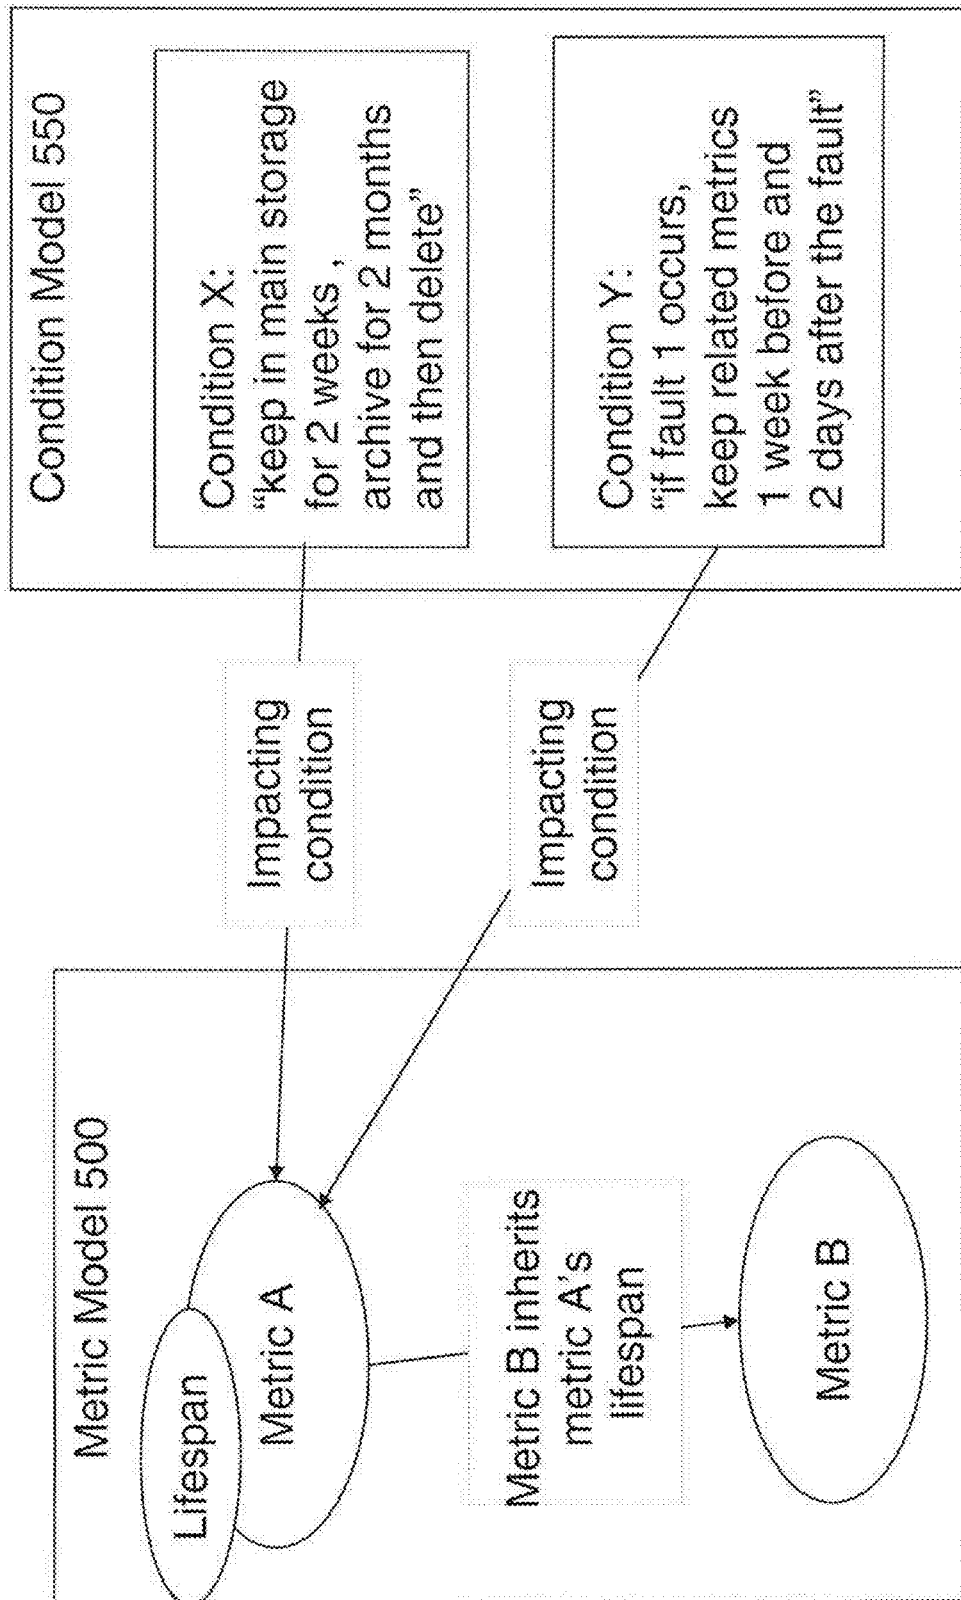 Metric Model 500
Lifespan
Metric A
Metric B inherits
metric A's
lifespan
Metric B
Impacting
condition
Impacting
condition
Condition Model 550
Condition X:
“keep in main storage
for 2 weeks,
archive for 2 months
and then delete”
Condition Y:
“if fault 1 occurs,
keep related metrics
1 week before and
2 days after the fault”